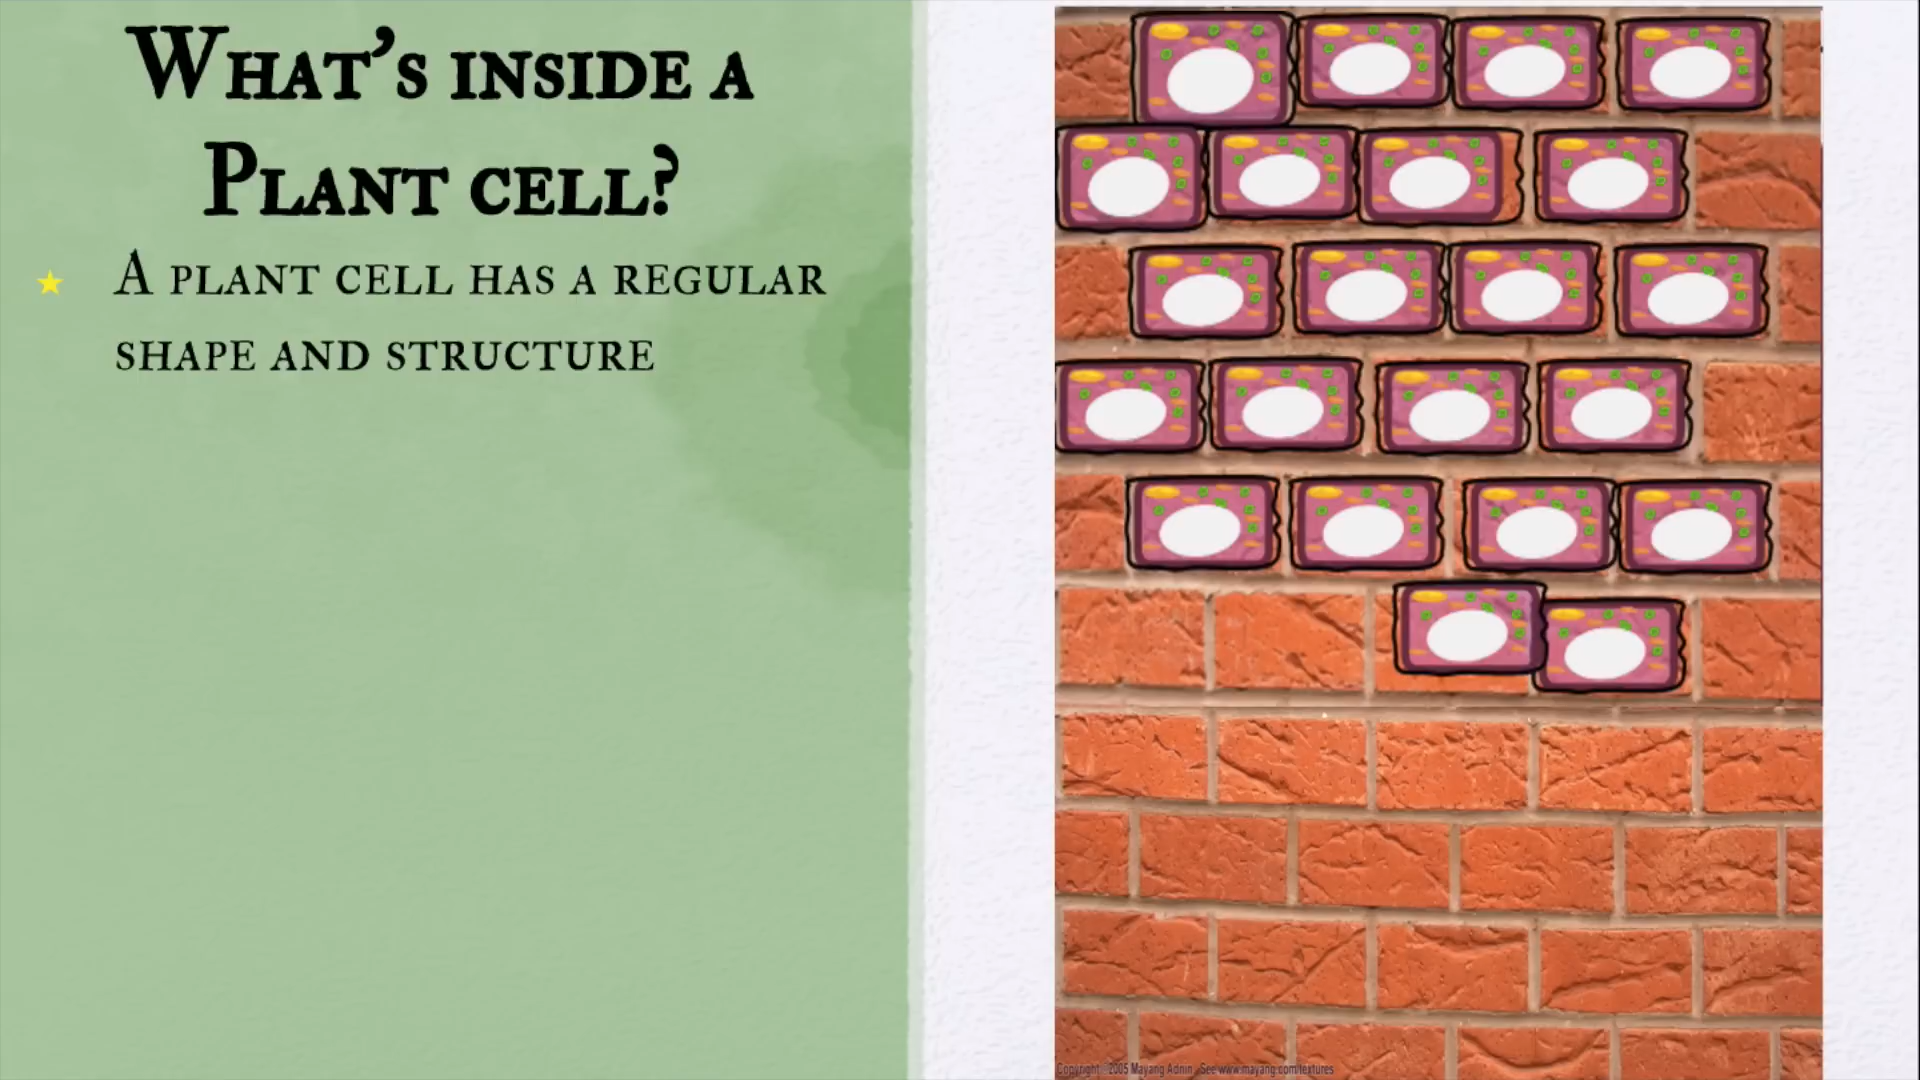 What's inside a
Plant cell?
A plant cell has a regular
shape and structure
Copyright ©2005 Mayang Adnin. See www.mayang.com/textures